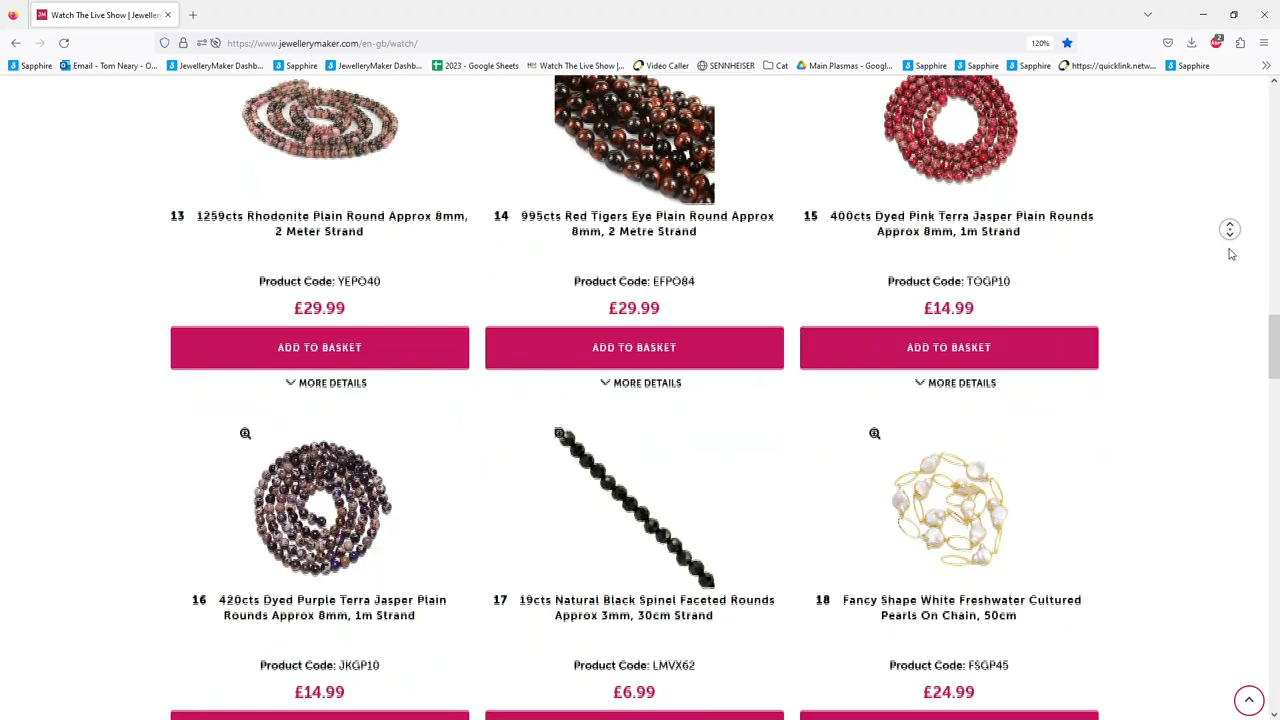 Watch The Live Show | Jeweller
https://www.jewellerymaker.com/en-gb/watch/
120%
2
Sapphire
Email - Tom Neary - O...
JewelleryMaker Dashb...
Sapphire
JewelleryMaker Dashb...
2023 - Google Sheets
Watch The Live Show |...
Video Caller
SENNHEISER
Cat
Main Plasmas - Googl...
Sapphire
Sapphire
Sapphire
https://quicklink.netw...
Sapphire
13 1259cts Rhodonite Plain Round Approx 8mm,
2 Meter Strand
Product Code: YEPO40
£29.99
ADD TO BASKET
MORE DETAILS
14 995cts Red Tigers Eye Plain Round Approx
8mm, 2 Metre Strand
Product Code: EFPO84
£29.99
ADD TO BASKET
MORE DETAILS
15 400cts Dyed Pink Terra Jasper Plain Rounds
Approx 8mm, 1m Strand
Product Code: TOGP10
£14.99
ADD TO BASKET
MORE DETAILS
16 420cts Dyed Purple Terra Jasper Plain
Rounds Approx 8mm, 1m Strand
Product Code: JKGP10
£14.99
17 19cts Natural Black Spinel Faceted Rounds
Approx 3mm, 30cm Strand
Product Code: LMVX62
£6.99
18 Fancy Shape White Freshwater Cultured
Pearls On Chain, 50cm
Product Code: FSGP45
£24.99